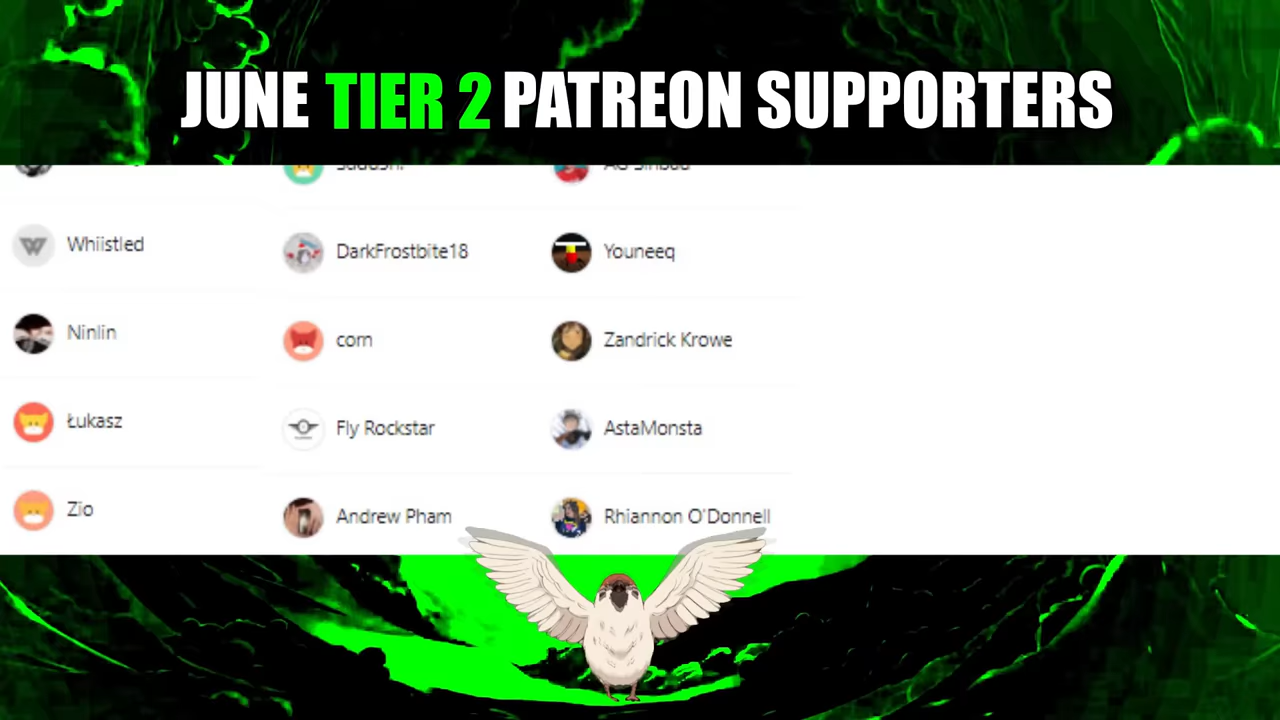 JUNE TIER 2 PATREON SUPPORTERS
Whiistled
Ninlin
Łukasz
Zio
DarkFrostbite18
corn
Fly Rockstar
Andrew Pham
Youneeq
Zandrick Krowe
AstaMonsta
Rhiannon O'Donnell